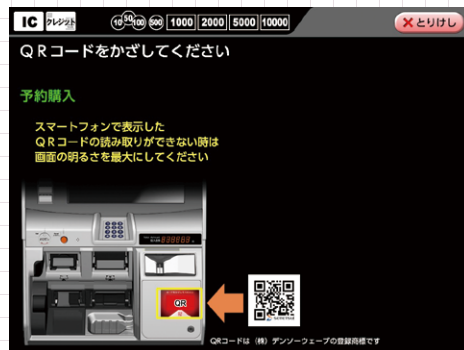 IC クレジット 10 50 100 500 1000 2000 5000 10000 ×とりけし
QRコードをかざしてください
予約購入
スマートフォンで表示した
QRコードの読み取りができない時は
画面の明るさを最大にしてください
QR
QRコードは(株)デンソーウェーブの登録商標です